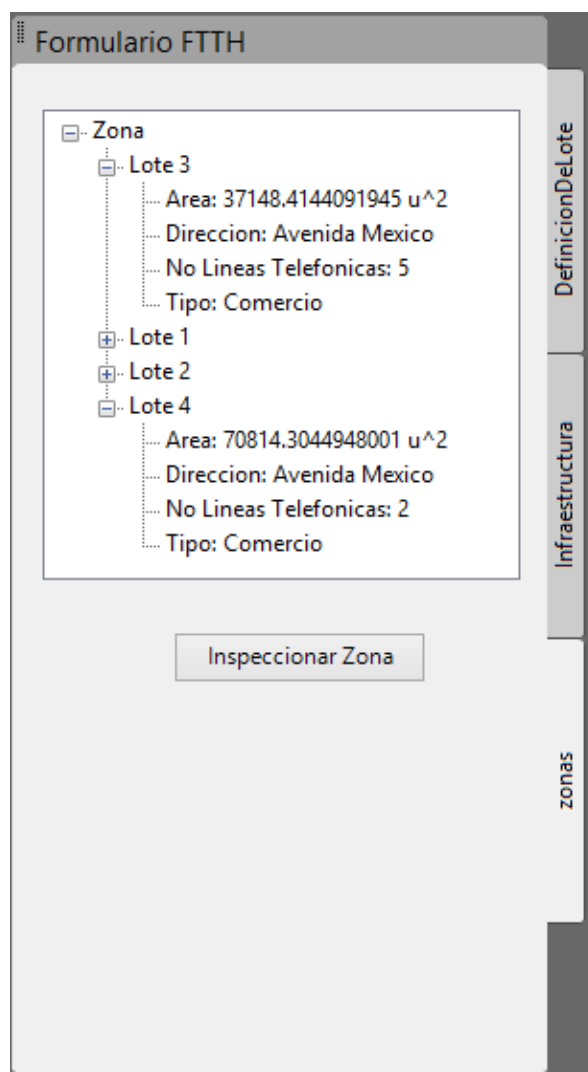 Formulario FTTH
Zona
Lote 3
Area: 37148.4144091945 u^2
Direccion: Avenida Mexico
No Lineas Telefonicas: 5
Tipo: Comercio
Lote 1
Lote 2
Lote 4
Area: 70814.3044948001 u^2
Direccion: Avenida Mexico
No Lineas Telefonicas: 2
Tipo: Comercio
Inspeccionar Zona
DefinicionDeLote
Infraestructura
zonas